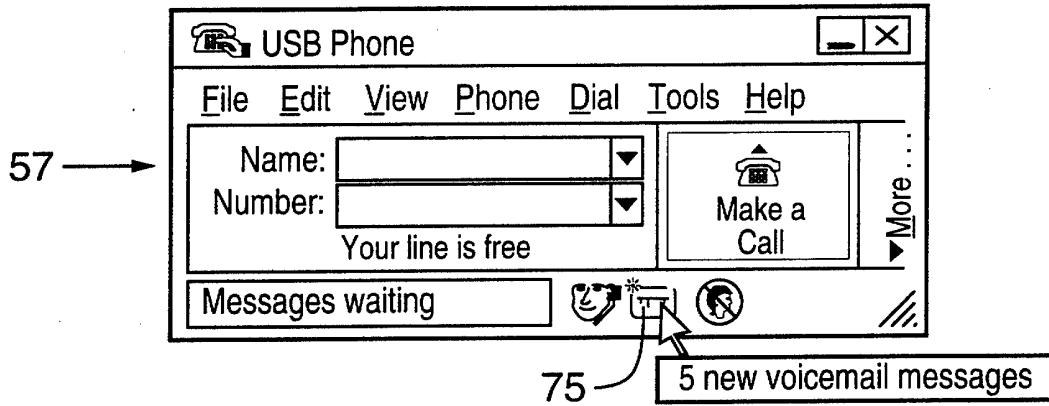 USB Phone
File Edit View Phone Dial Tools Help
57
Name:
Number:
Your line is free
Make a
Call
More...
Messages waiting
75
5 new voicemail messages